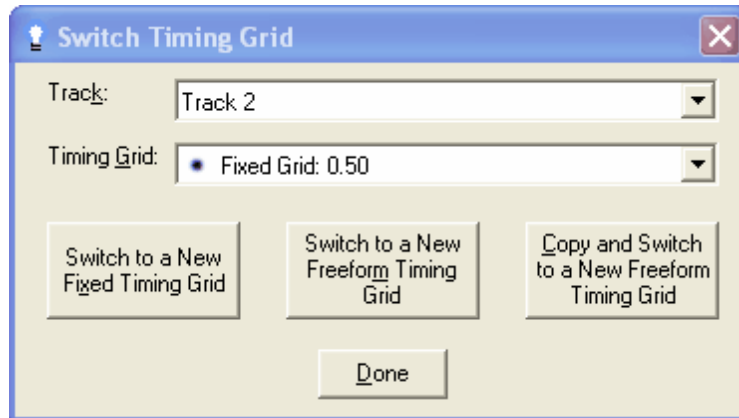 Switch Timing Grid
Track:
Track 2
Timing Grid:
Fixed Grid: 0.50
Switch to a New
Fixed Timing Grid
Switch to a New
Freeform Timing
Grid
Copy and Switch
to a New Freeform
Timing Grid
Done